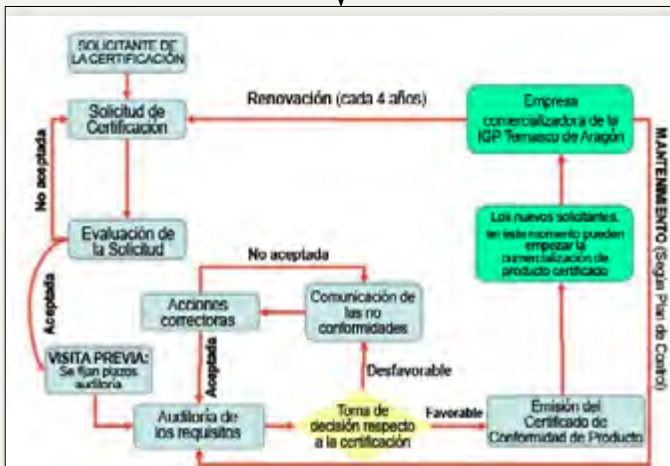 SOLICITANTE DE
LA CERTIFICACIÓN
Solicitud de
Certificación
Renovación (cada 4 años)
Empresa
comercializadora de la
IGP Ternasco de Aragón
No aceptada
MANTENIMIENTO (Según Plan de Control)
Evaluación de
la Solicitud
Los nuevos solicitantes,
en este momento pueden
empezar la
comercialización de
producto certificado
No aceptada
Aceptada
Acciones
correctoras
Comunicación de
las no
conformidades
VISITA PREVIA:
Se fijan plazos
auditoría
Aceptada
Desfavorable
Auditoría de
los requisitos
Toma de
decisión respecto
a la certificación
Favorable
Emisión del
Certificado de
Conformidad de Producto